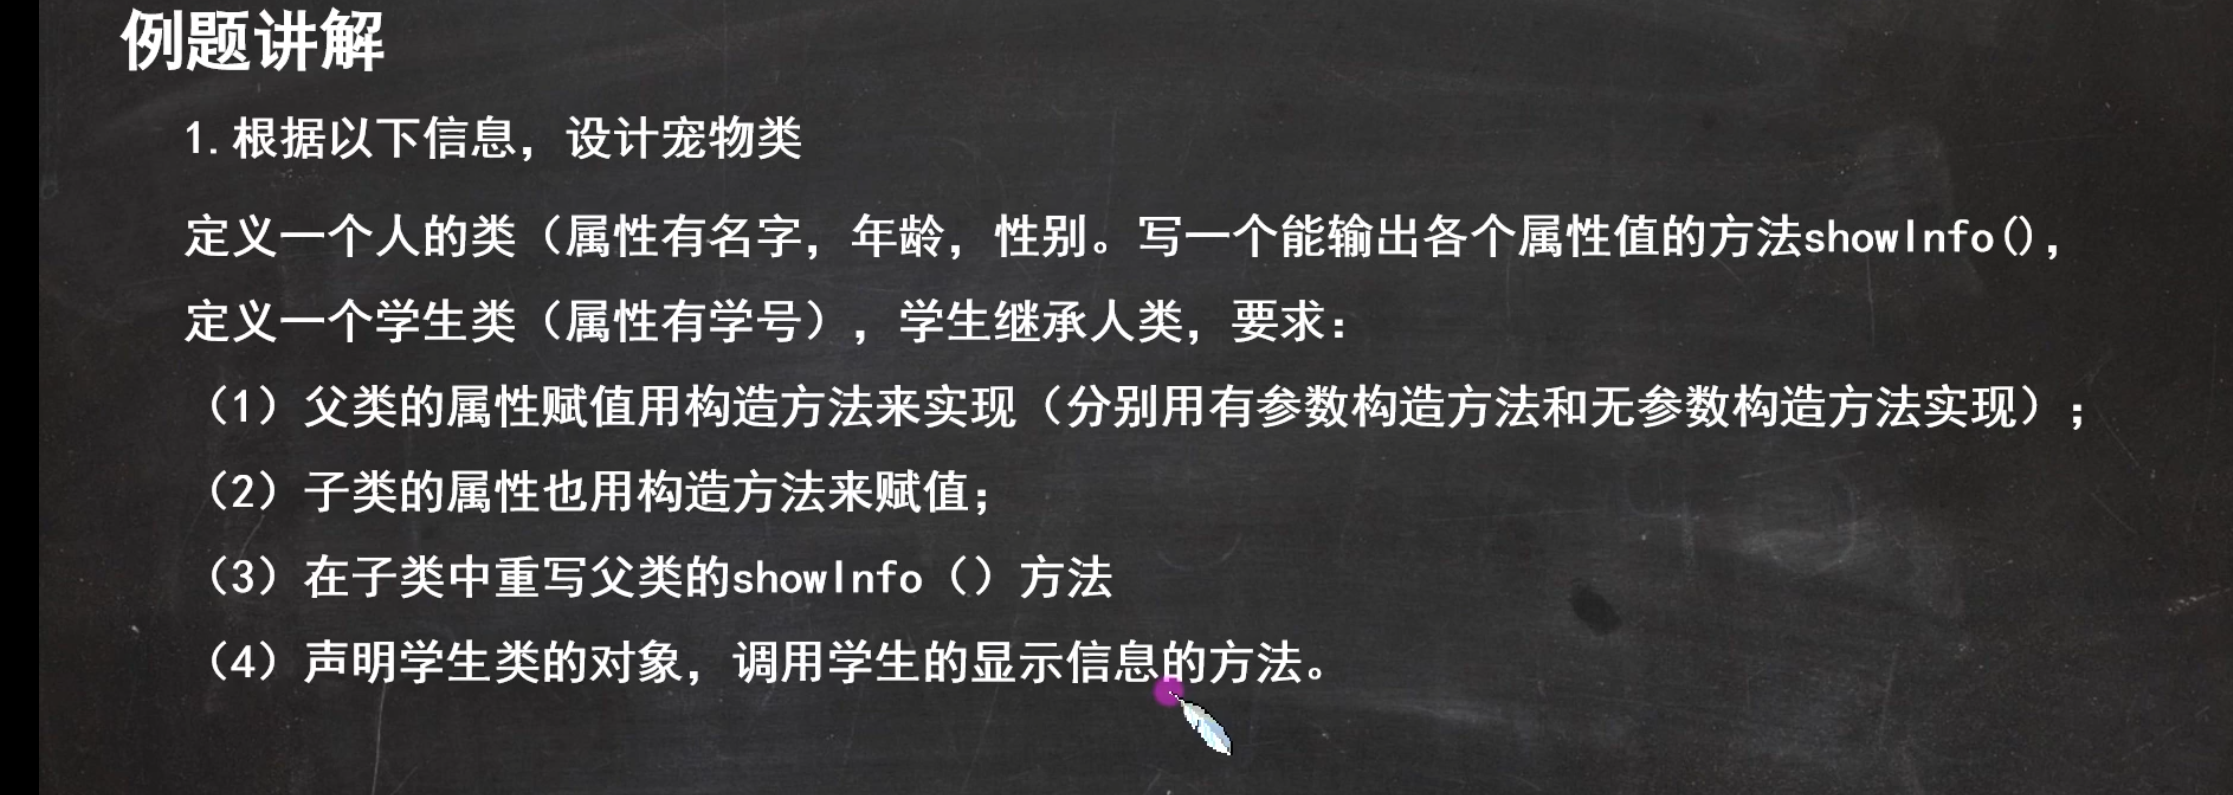 例题讲解
1.根据以下信息，设计宠物类
定义一个人的类（属性有名字，年龄，性别。写一个能输出各个属性值的方法showInfo()，
定义一个学生类（属性有学号），学生继承人类，要求：
（1）父类的属性赋值用构造方法来实现（分别用有参数构造方法和无参数构造方法实现）；
（2）子类的属性也用构造方法来赋值；
（3）在子类中重写父类的showInfo（）方法
（4）声明学生类的对象，调用学生的显示信息的方法。